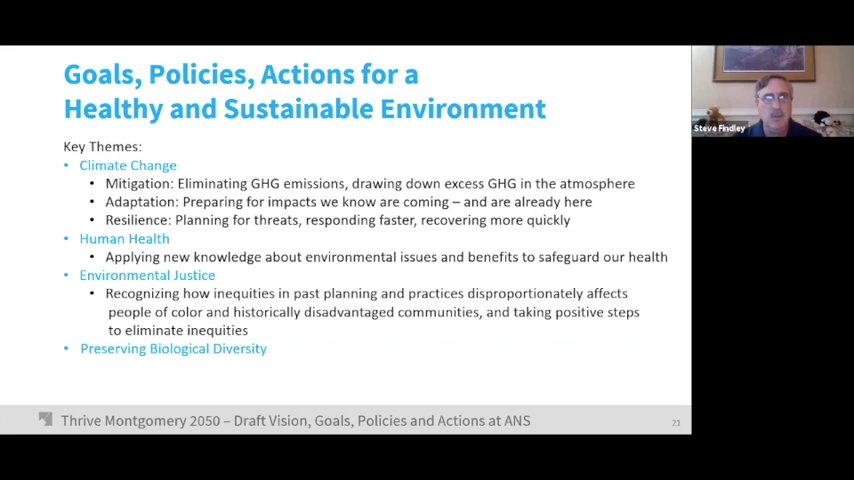 Goals, Policies, Actions for a
Healthy and Sustainable Environment
Key Themes:
• Climate Change
• Mitigation: Eliminating GHG emissions, drawing down excess GHG in the atmosphere
• Adaptation: Preparing for impacts we know are coming – and are already here
• Resilience: Planning for threats, responding faster, recovering more quickly
• Human Health
• Applying new knowledge about environmental issues and benefits to safeguard our health
• Environmental Justice
• Recognizing how inequities in past planning and practices disproportionately affects
people of color and historically disadvantaged communities, and taking positive steps
to eliminate inequities
• Preserving Biological Diversity
Thrive Montgomery 2050 – Draft Vision, Goals, Policies and Actions at ANS
21
Steve Findley